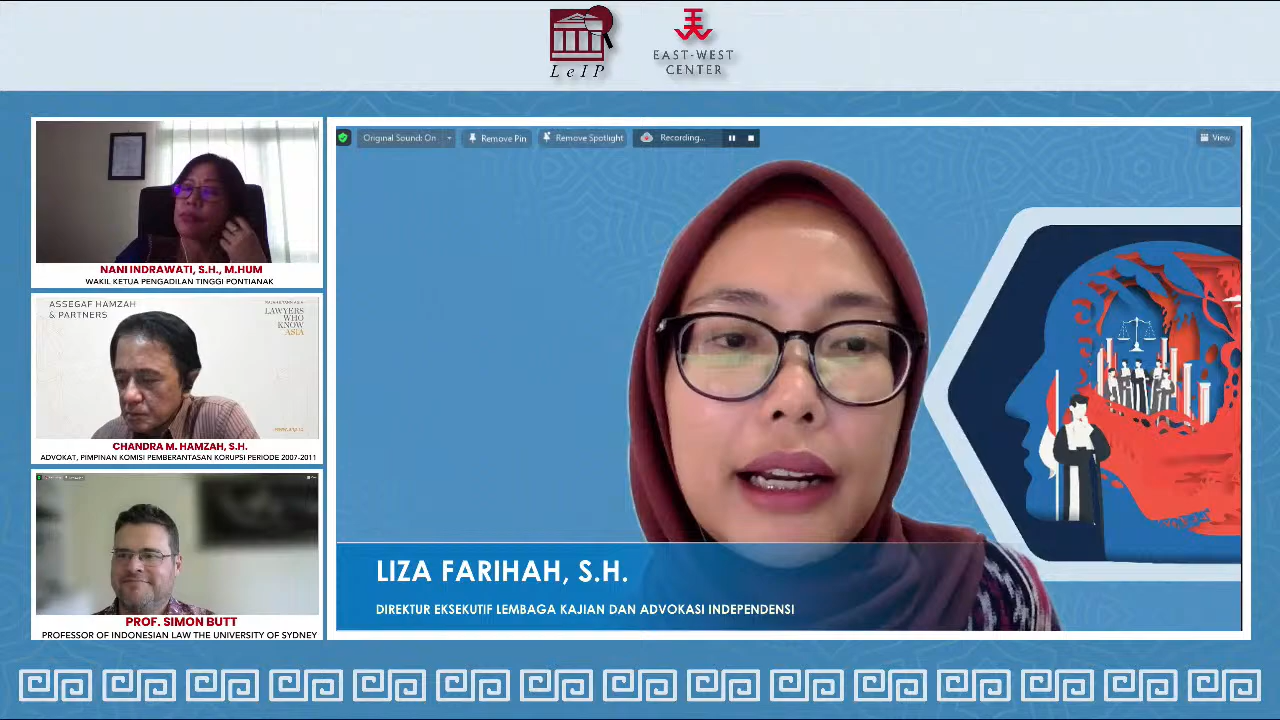 LeIP
EAST-WEST
CENTER
Original Sound: On
Remove Pin
Remove Spotlight
Recording...
View
NANI INDRAWATI, S.H., M.HUM
WAKIL KETUA PENGADILAN TINGGI PONTIANAK
ASSEGAF HAMZAH
& PARTNERS
LAWYERS
WHO
KNOW
ASIA
CHANDRA M. HAMZAH, S.H.
ADVOKAT, PIMPINAN KOMISI PEMBERANTASAN KORUPSI PERIODE 2007-2011
PROF. SIMON BUTT
PROFESSOR OF INDONESIAN LAW THE UNIVERSITY OF SYDNEY
LIZA FARIHAH, S.H.
DIREKTUR EKSEKUTIF LEMBAGA KAJIAN DAN ADVOKASI INDEPENDENSI